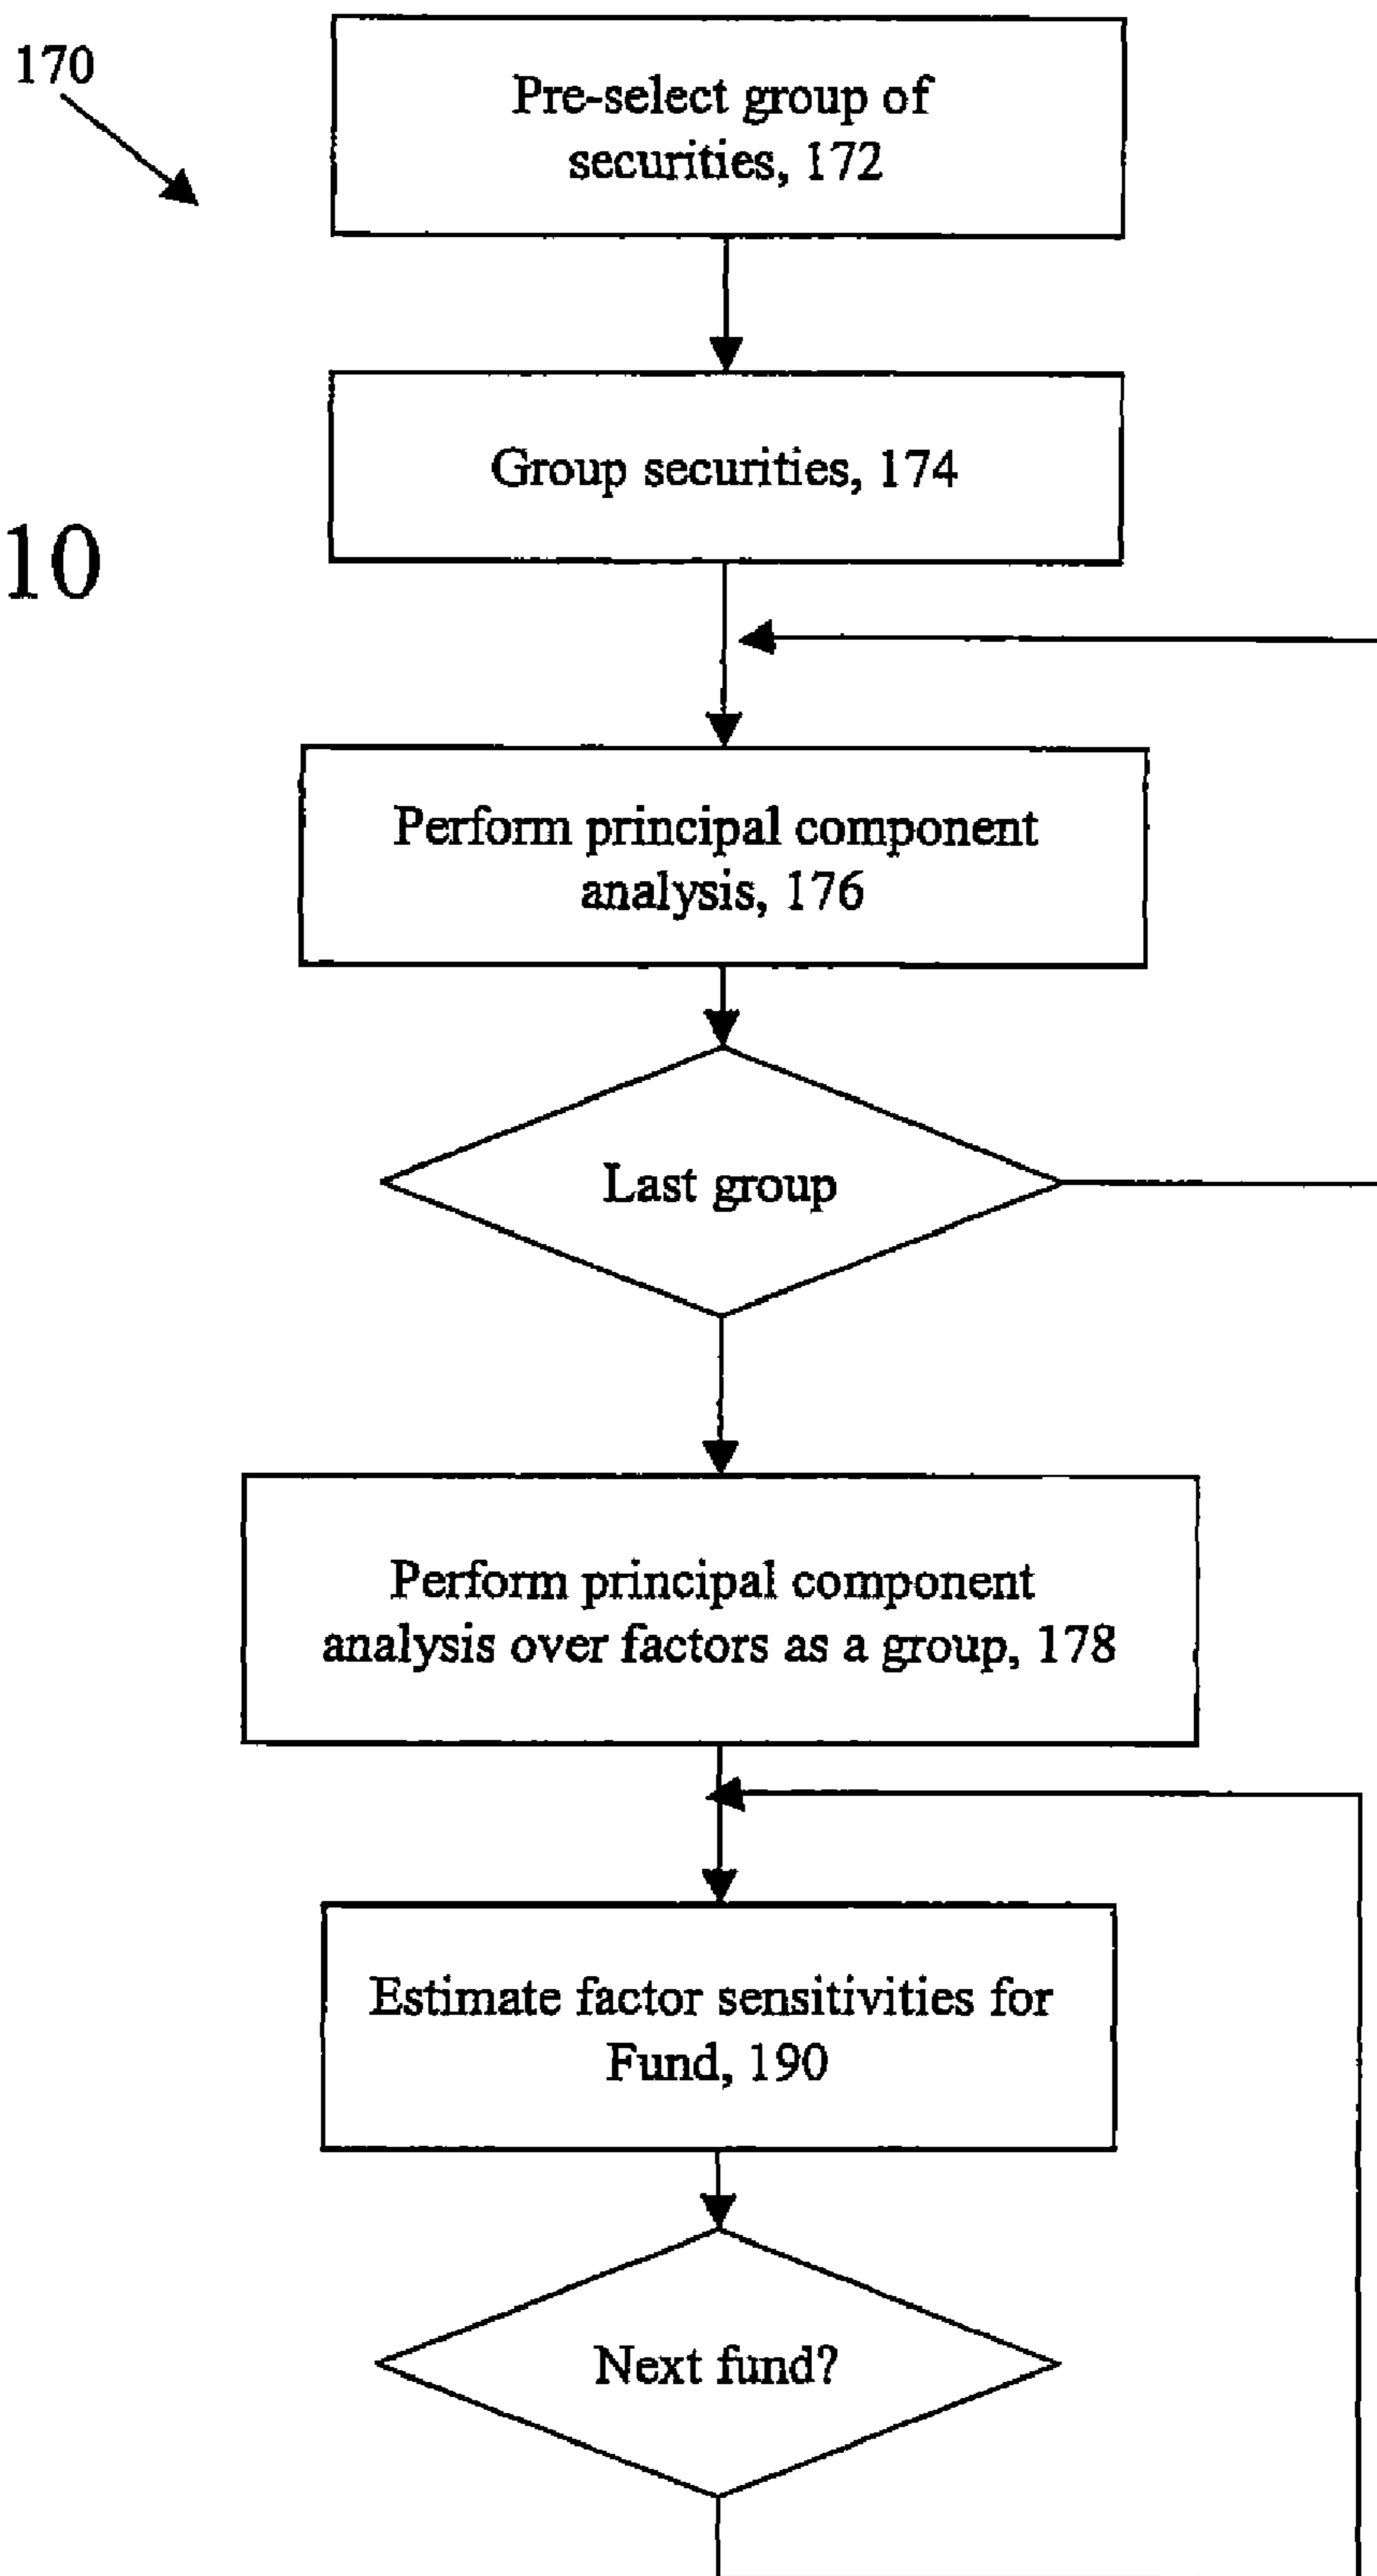 170
Pre-select group of
securities, 172
Group securities, 174
10
Perform principal component
analysis, 176
Last group
Perform principal component
analysis over factors as a group, 178
Estimate factor sensitivities for
Fund, 190
Next fund?